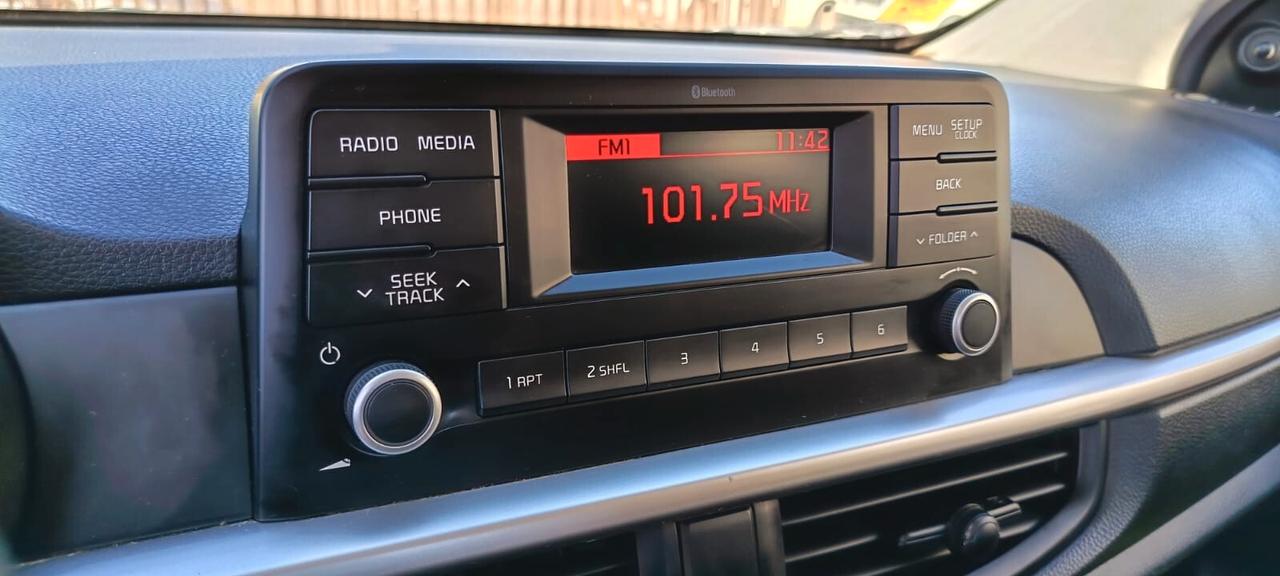 Bluetooth
RADIO MEDIA
PHONE
SEEK
TRACK
FM1 11:42
101.75 MHz
MENU SETUP
CLOCK
BACK
FOLDER
1 RPT 2 SHFL 3 4 5 6